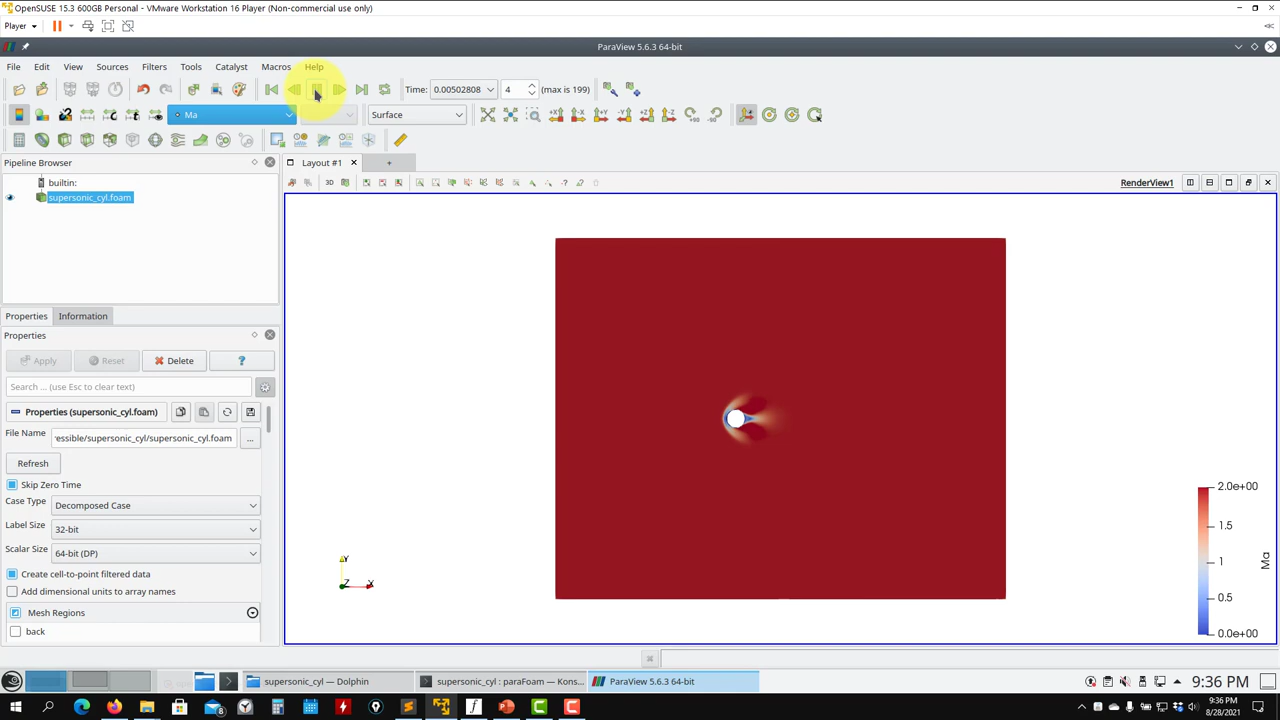 OpenSUSE 15.3 600GB Personal - VMware Workstation 16 Player (Non-commercial use only)
Player
ParaView 5.6.3 64-bit
File Edit View Sources Filters Tools Catalyst Macros Help
Time: 0.00502808 4 (max is 199)
Ma Surface +X -X +Y -Y +Z -Z +90 -90
Pipeline Browser
Layout #1 +
builtin:
supersonic_cyl.foam
3D
RenderView1
Properties Information
Properties
Apply Reset Delete ?
Search ... (use Esc to clear text)
Properties (supersonic_cyl.foam)
File Name essible/supersonic_cyl/supersonic_cyl.foam ...
Refresh
Skip Zero Time
Case Type Decomposed Case
Label Size 32-bit
Scalar Size 64-bit (DP)
Create cell-to-point filtered data
Add dimensional units to array names
Mesh Regions
back
Y
Z X
2.0e+00
1.5
1
0.5
0.0e+00
Ma
supersonic_cyl — Dolphin
supersonic_cyl : paraFoam — Kons...
ParaView 5.6.3 64-bit
9:36 PM
9:36 PM
8/28/2021